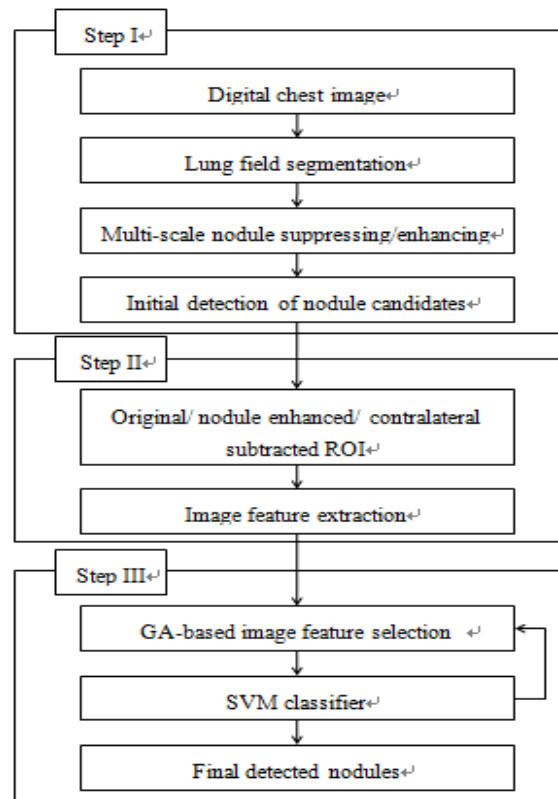 Step I↵
Digital chest image↵
Lung field segmentation↵
Multi-scale nodule suppressing/enhancing↵
Initial detection of nodule candidates↵
Step II↵
Original/ nodule enhanced/ contralateral
subtracted ROI↵
Image feature extraction↵
Step III↵
GA-based image feature selection ↵
SVM classifier↵
Final detected nodules↵